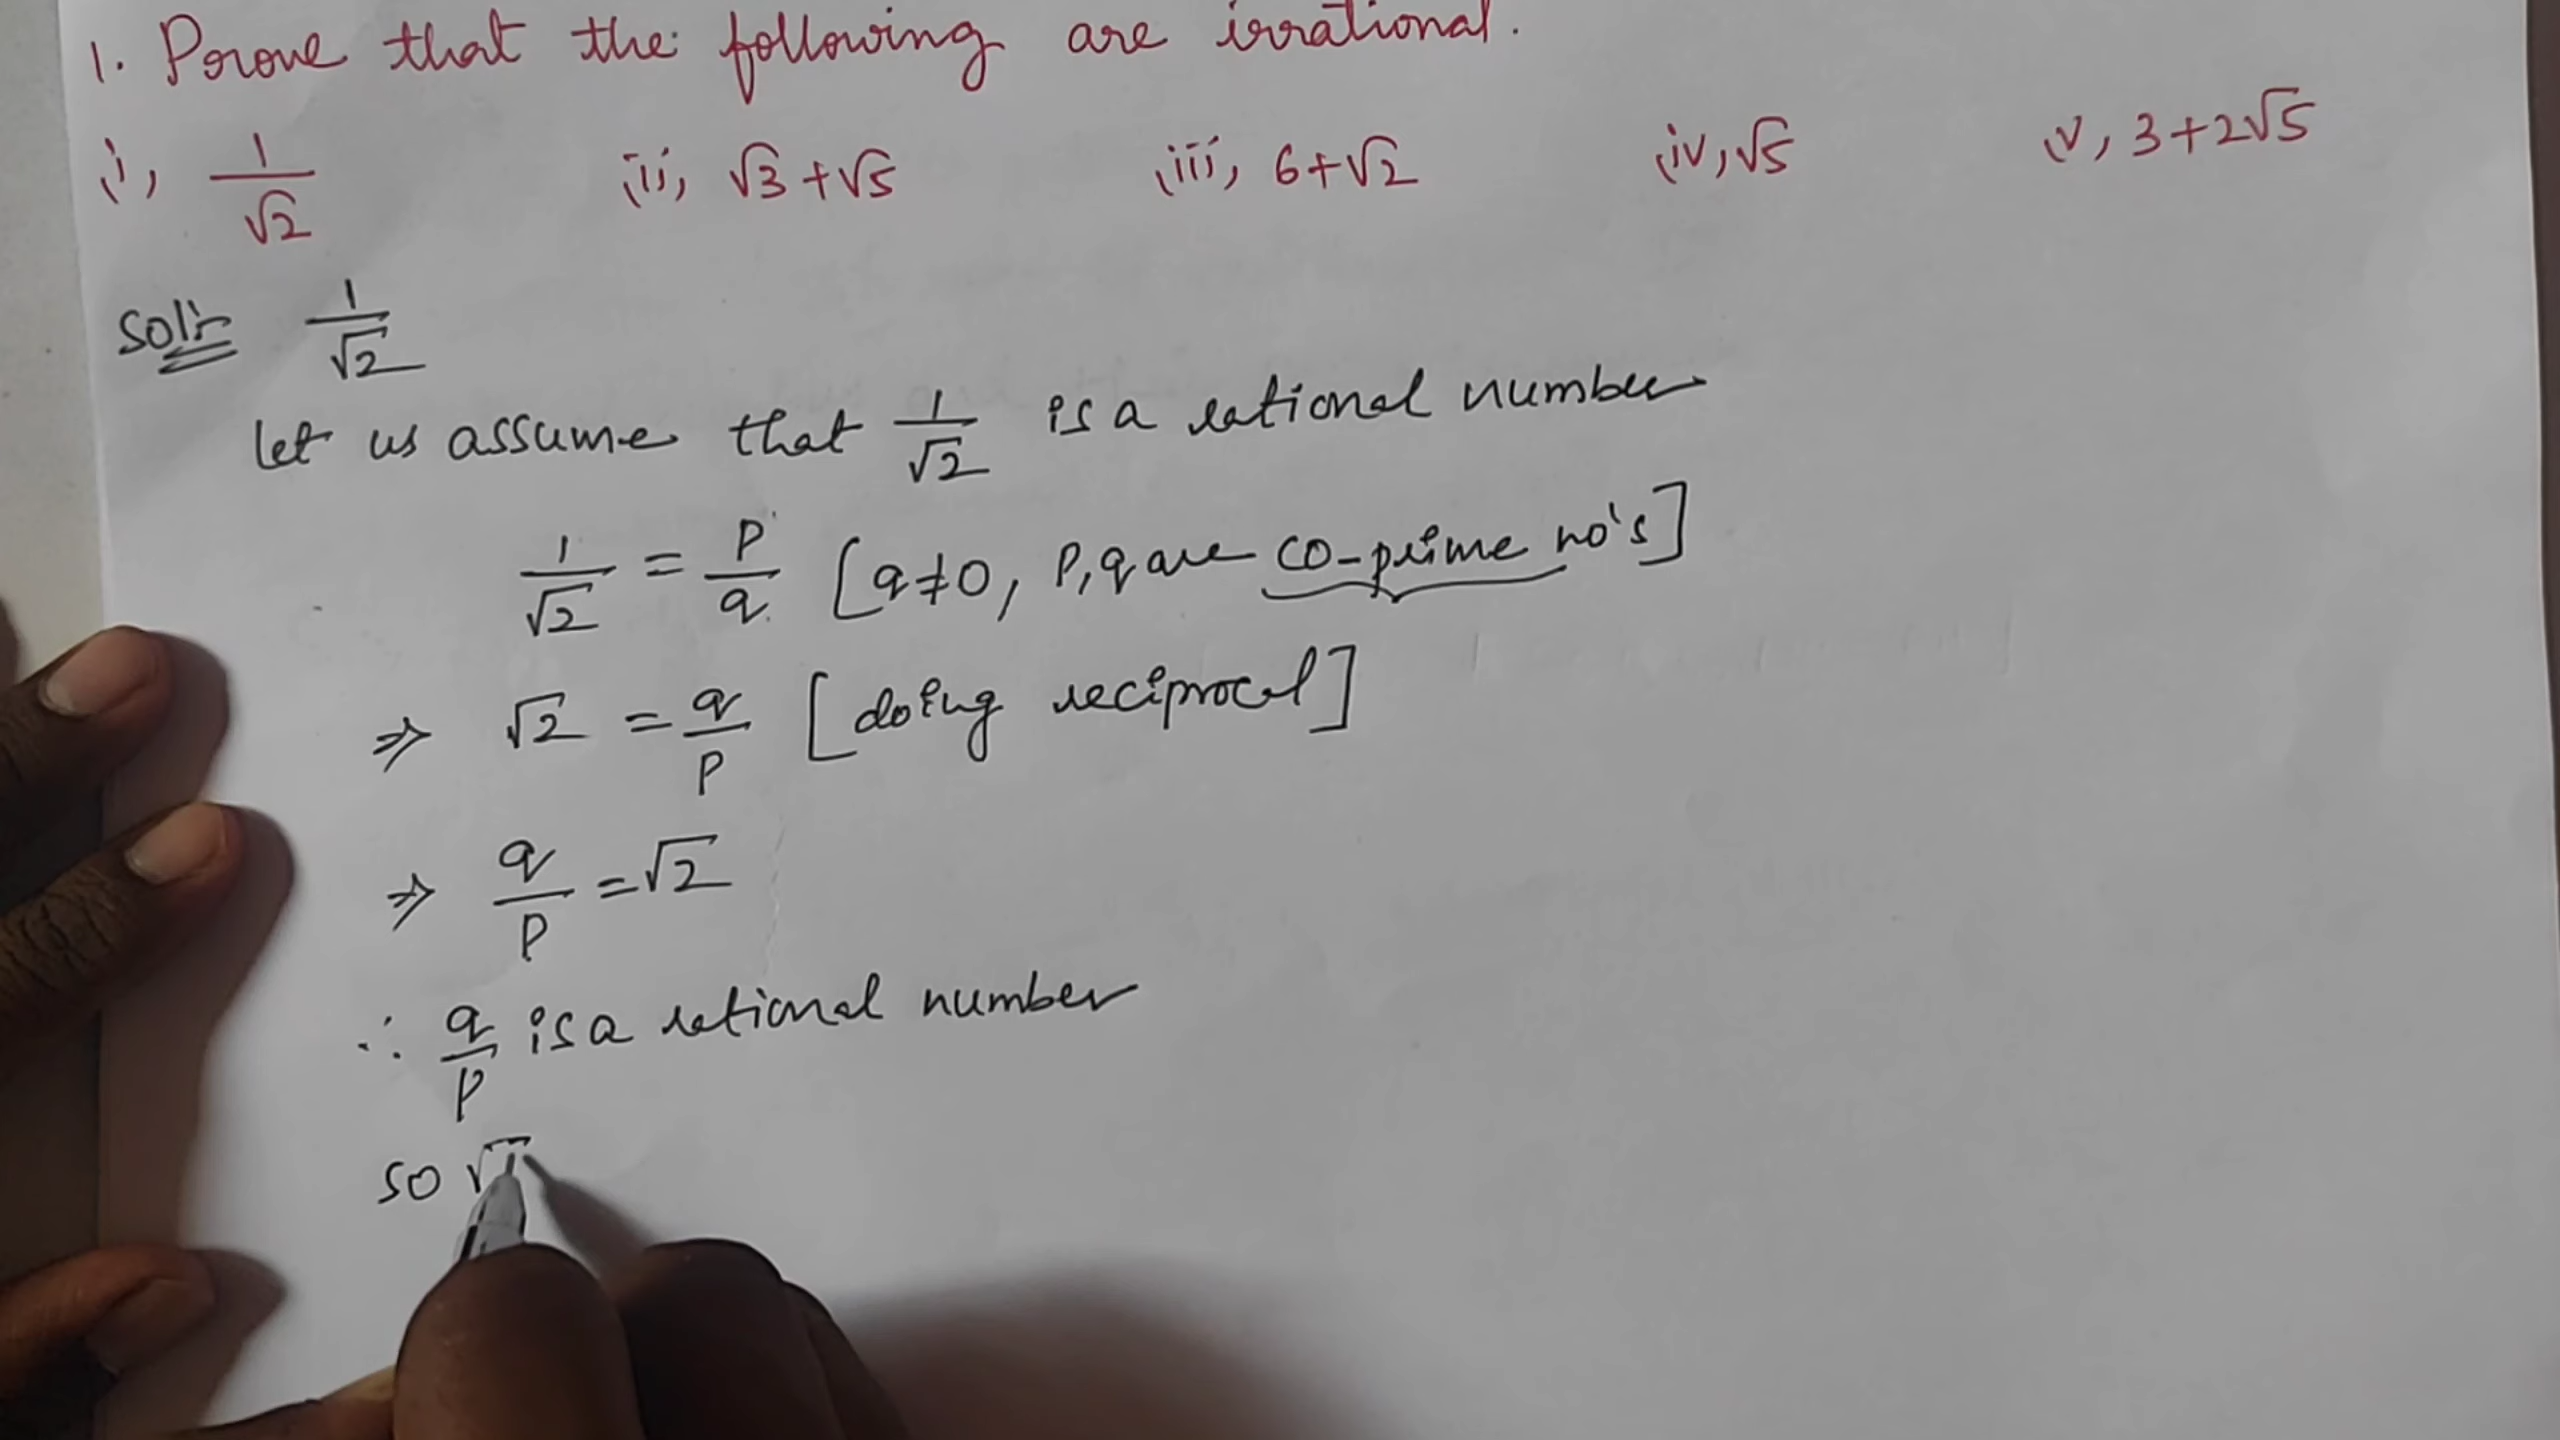 1. Prove that the following are irrational.
(i, 1/√2 (ii, √3+√5 (iii, 6+√2 (iv, √5 (v, 3+2√5
Soln 1/√2
let us assume that 1/√2 is a rational number
1/√2 = P/q [q≠0, P,q are co-prime no's]
⇒ √2 = q/P [doing reciprocal]
⇒ q/P = √2
∴ q/P is a rational number
so √